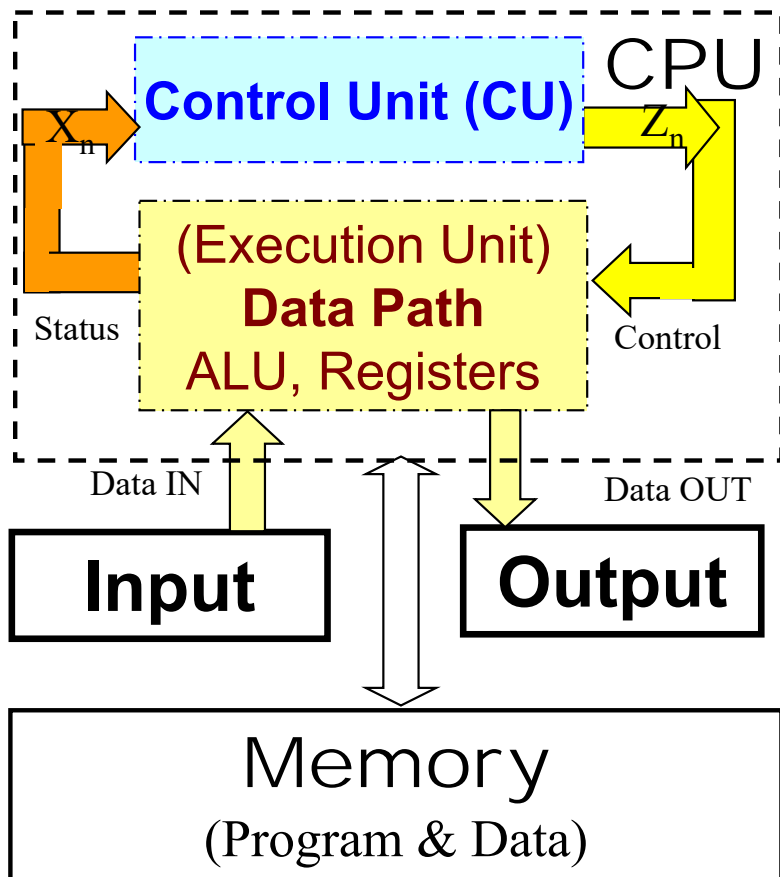 CPU
Control Unit (CU)
Xn
Zn
(Execution Unit)
Data Path
ALU, Registers
Status
Control
Data IN
Data OUT
Input
Output
Memory
(Program & Data)